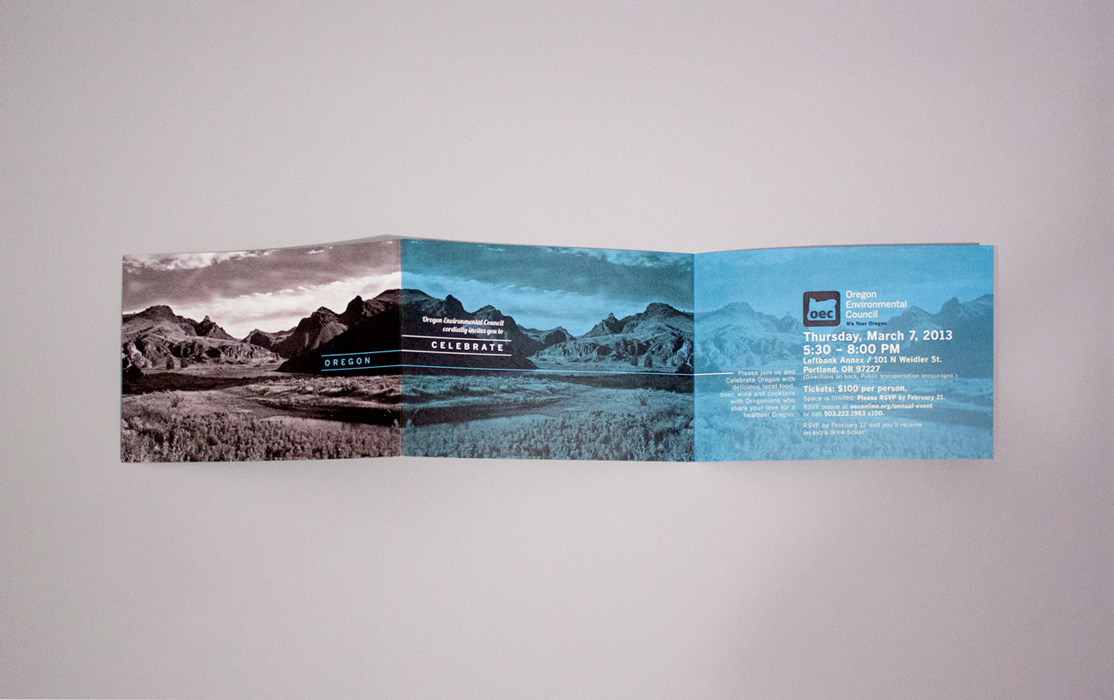 OREGON
Oregon Environmental Council
cordially invites you to
CELEBRATE
Please join us and
Celebrate Oregon with
delicious local food,
beer, wine and cocktails
with Oregonians who
share your love for a
healthier Oregon.
oec
Oregon
Environmental
Council
It's Your Oregon
Thursday, March 7, 2013
5:30 – 8:00 PM
Leftbank Annex / 101 N Weidler St.
Portland, OR 97227
(Directions on back. Public transportation encouraged.)
Tickets: $100 per person.
Space is limited. Please RSVP by February 21.
RSVP online at oeconline.org/annual-event
or call 503.222.1963 x100.
RSVP by February 12 and you'll receive
an extra drink ticket!